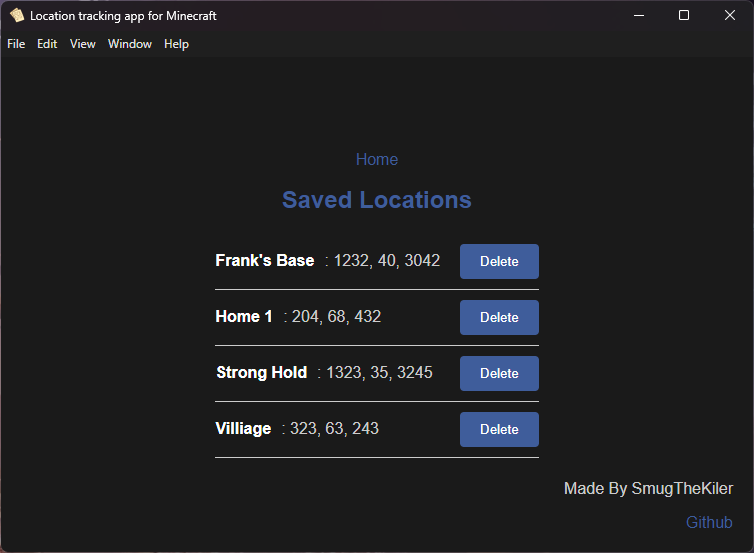 Location tracking app for Minecraft
File Edit View Window Help
Home
Saved Locations
Frank's Base : 1232, 40, 3042 Delete
Home 1 : 204, 68, 432 Delete
Strong Hold : 1323, 35, 3245 Delete
Villiage : 323, 63, 243 Delete
Made By SmugTheKiler
Github